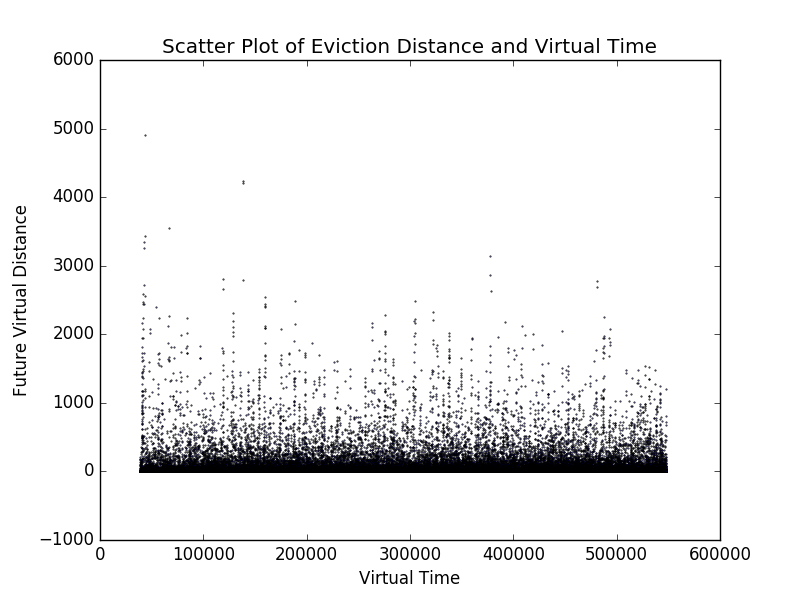 Scatter Plot of Eviction Distance and Virtual Time
6000
5000
4000
3000
2000
1000
0
−1000
Future Virtual Distance
0 100000 200000 300000 400000 500000 600000
Virtual Time